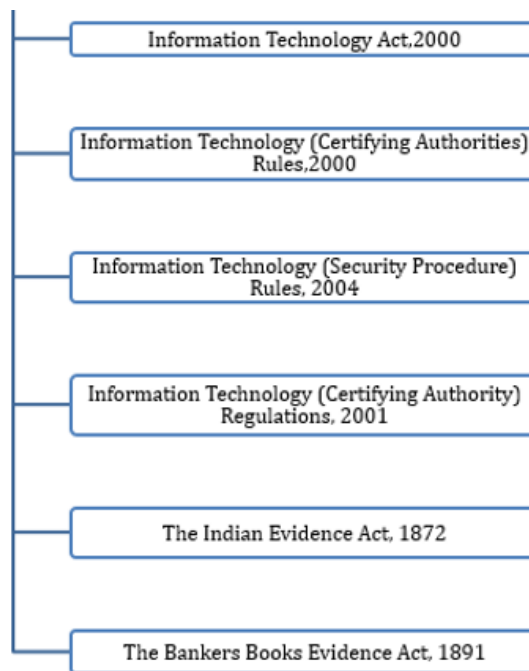 Information Technology Act,2000
Information Technology (Certifying Authorities)
Rules,2000
Information Technology (Security Procedure)
Rules, 2004
Information Technology (Certifying Authority)
Regulations, 2001
The Indian Evidence Act, 1872
The Bankers Books Evidence Act, 1891